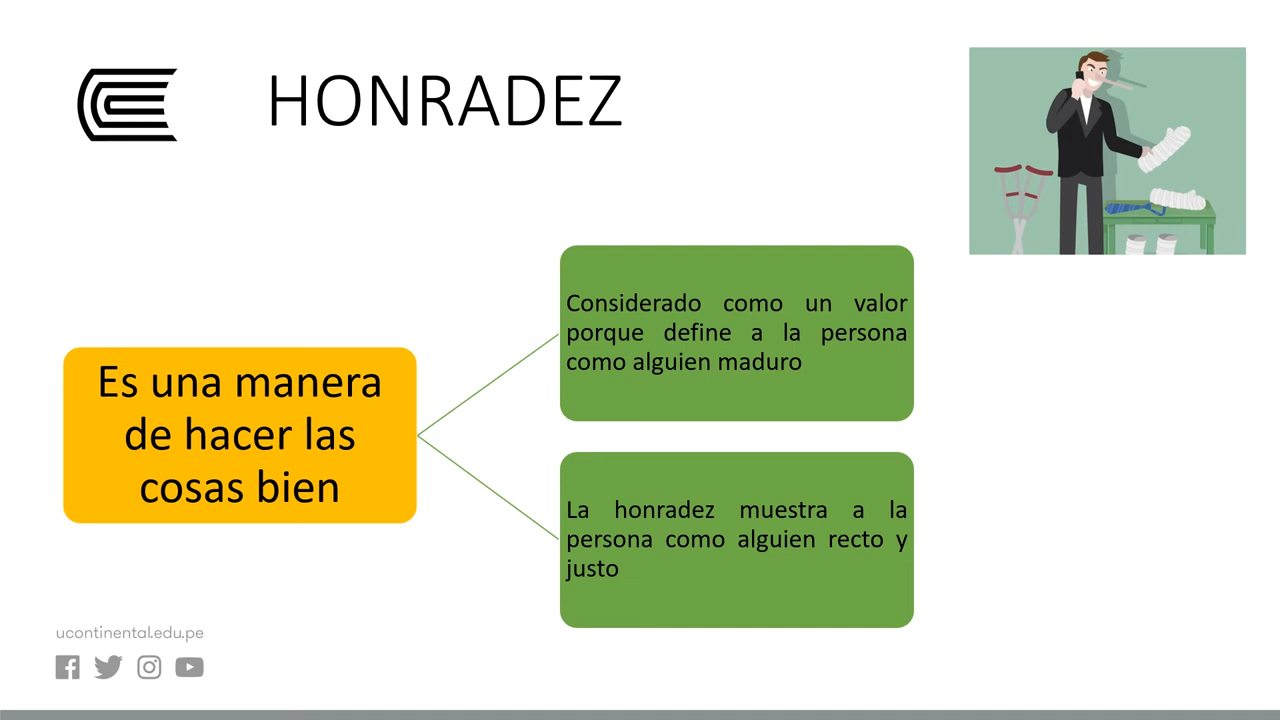 HONRADEZ
Es una manera
de hacer las
cosas bien
Considerado como un valor
porque define a la persona
como alguien maduro
La honradez muestra a la
persona como alguien recto y
justo
ucontinental.edu.pe